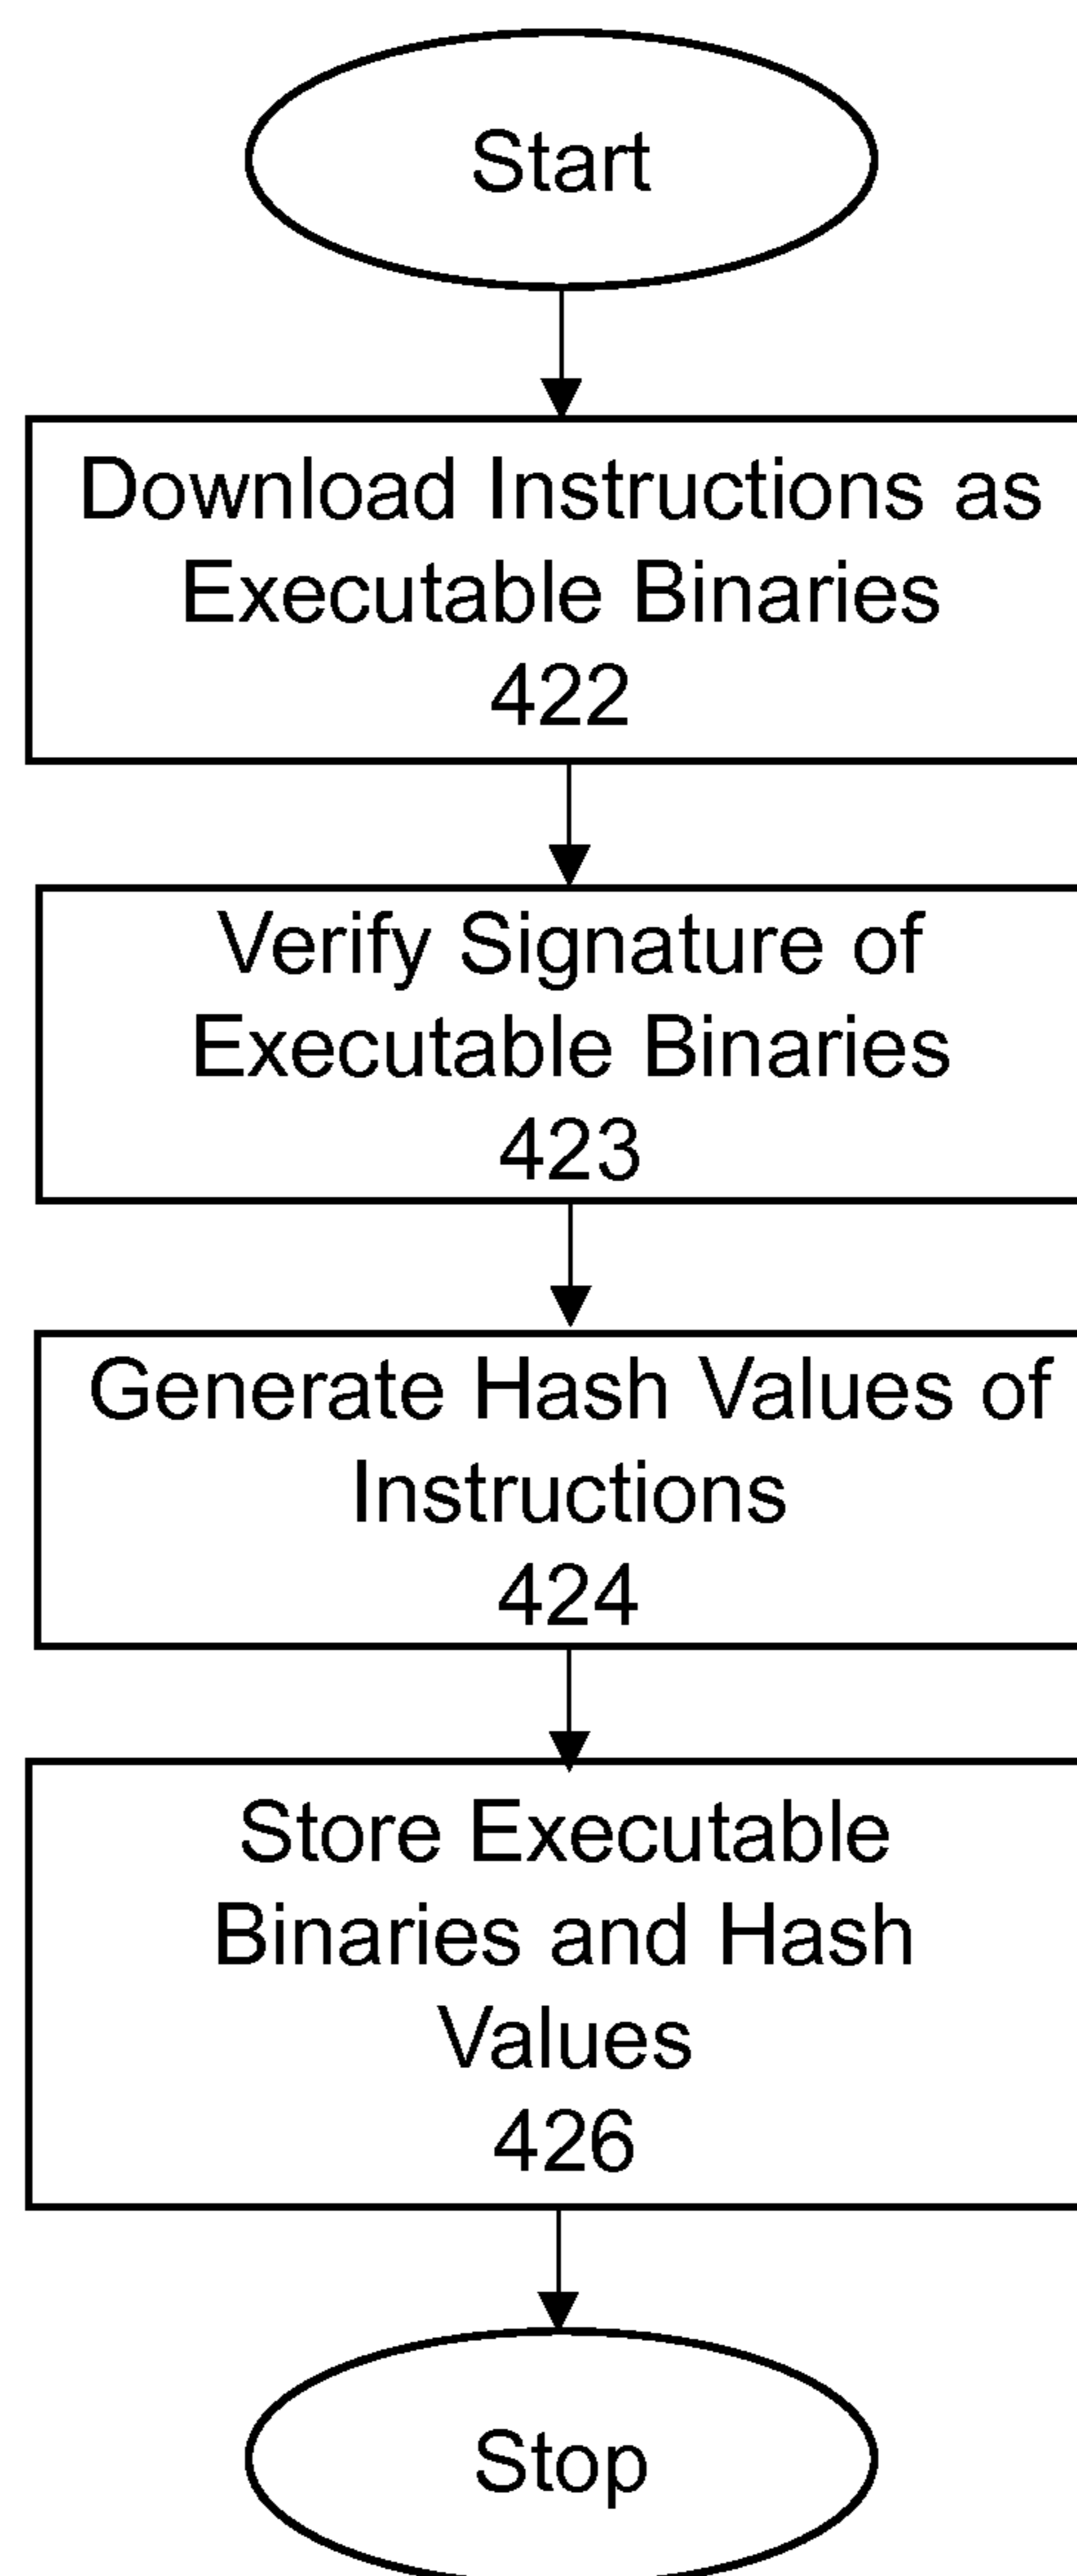 Start
Download Instructions as
Executable Binaries
422
Verify Signature of
Executable Binaries
423
Generate Hash Values of
Instructions
424
Store Executable
Binaries and Hash
Values
426
Stop